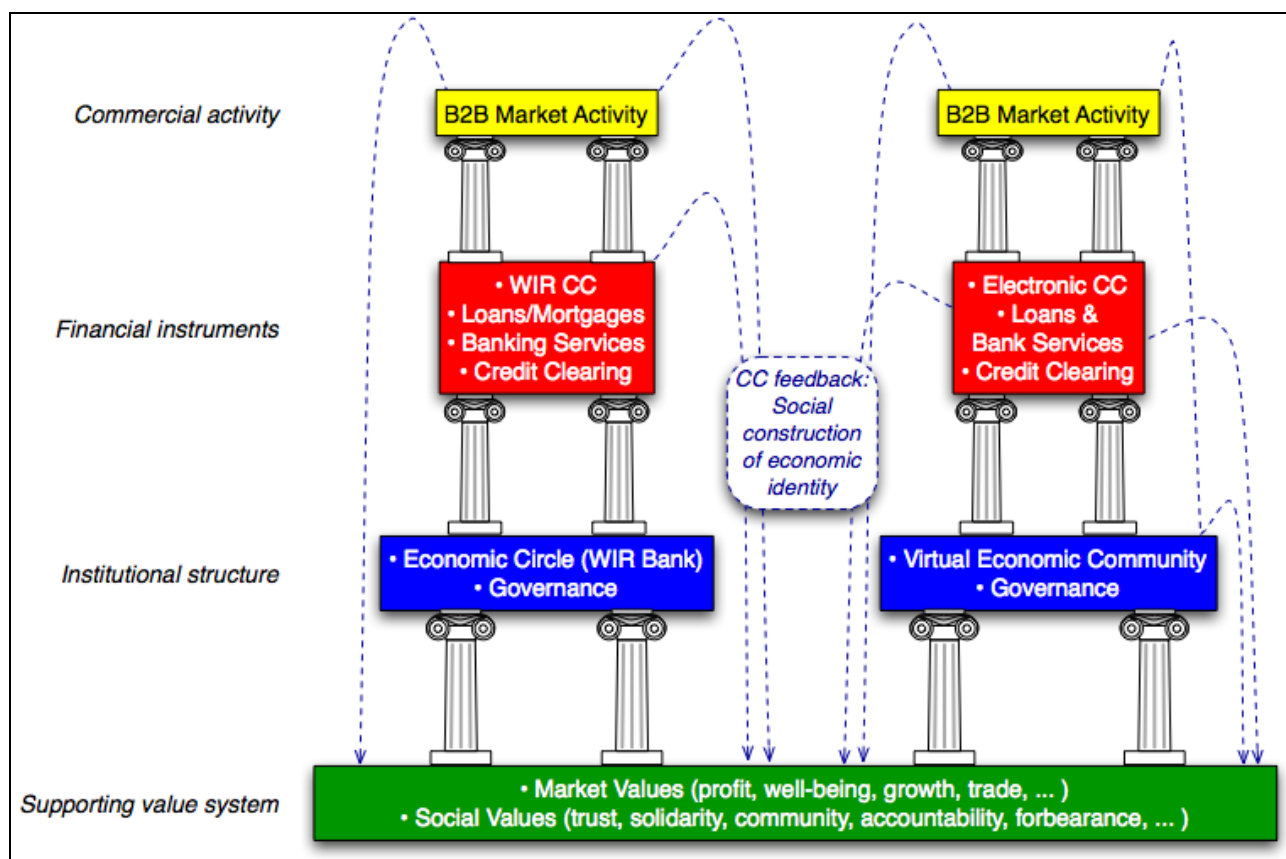 Commercial activity
B2B Market Activity
B2B Market Activity
Financial instruments
• WIR CC
• Loans/Mortgages
• Banking Services
• Credit Clearing
• Electronic CC
• Loans &
Bank Services
• Credit Clearing
CC feedback:
Social
construction
of economic
identity
Institutional structure
• Economic Circle (WIR Bank)
• Governance
• Virtual Economic Community
• Governance
Supporting value system
• Market Values (profit, well-being, growth, trade, ... )
• Social Values (trust, solidarity, community, accountability, forbearance, ... )